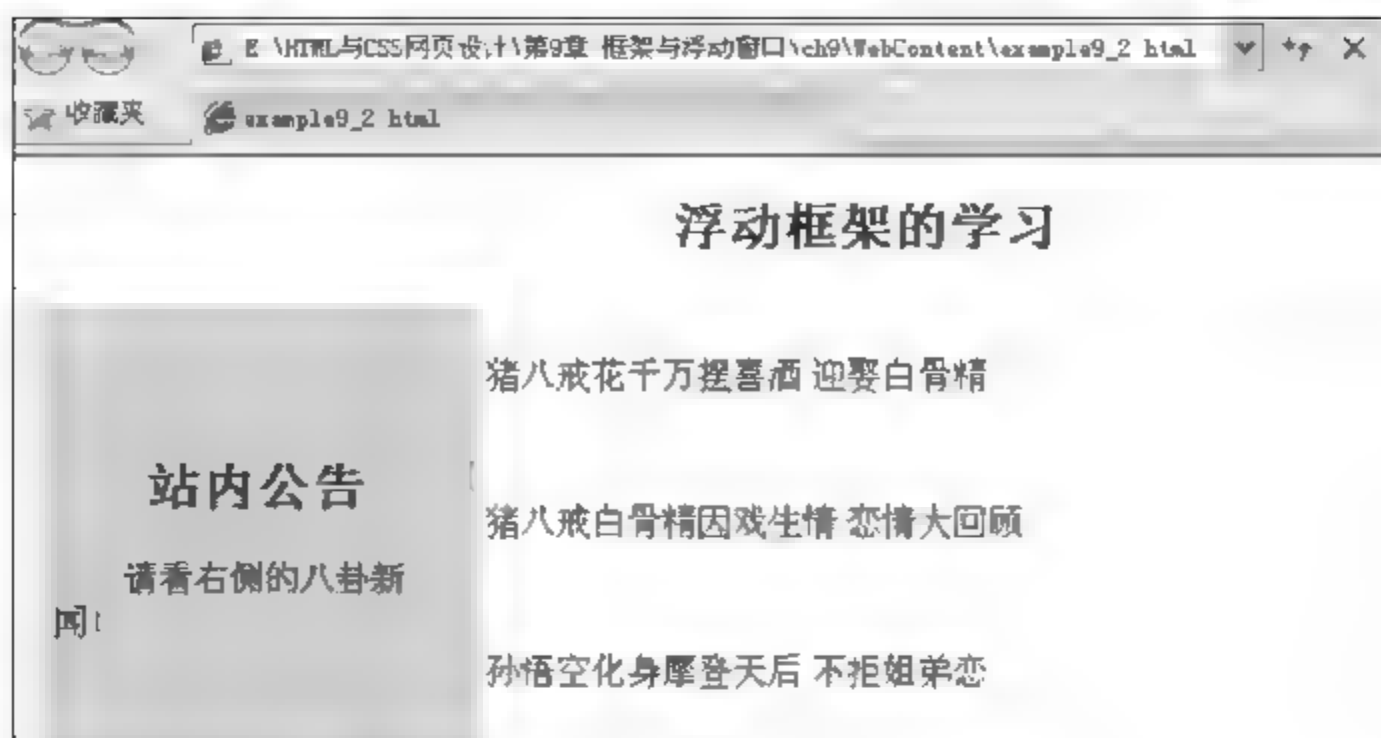 E \HTML与CSS网页设计\第9章 框架与浮动窗口\ch9\WebContent\example9_2 html
收藏夹
example9_2 html
浮动框架的学习
猪八戒花千万摆喜酒 迎娶白骨精
站内公告
猪八戒白骨精因戏生情 恋情大回顾
请看右侧的八卦新
闻!
孙悟空化身摩登天后 不拒姐弟恋